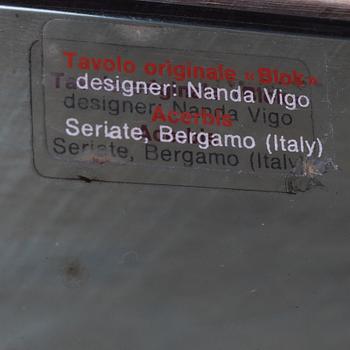 Tavolo originale «Blok»
designer: Nanda Vigo
Acerbis
Seriate, Bergamo (Italy)